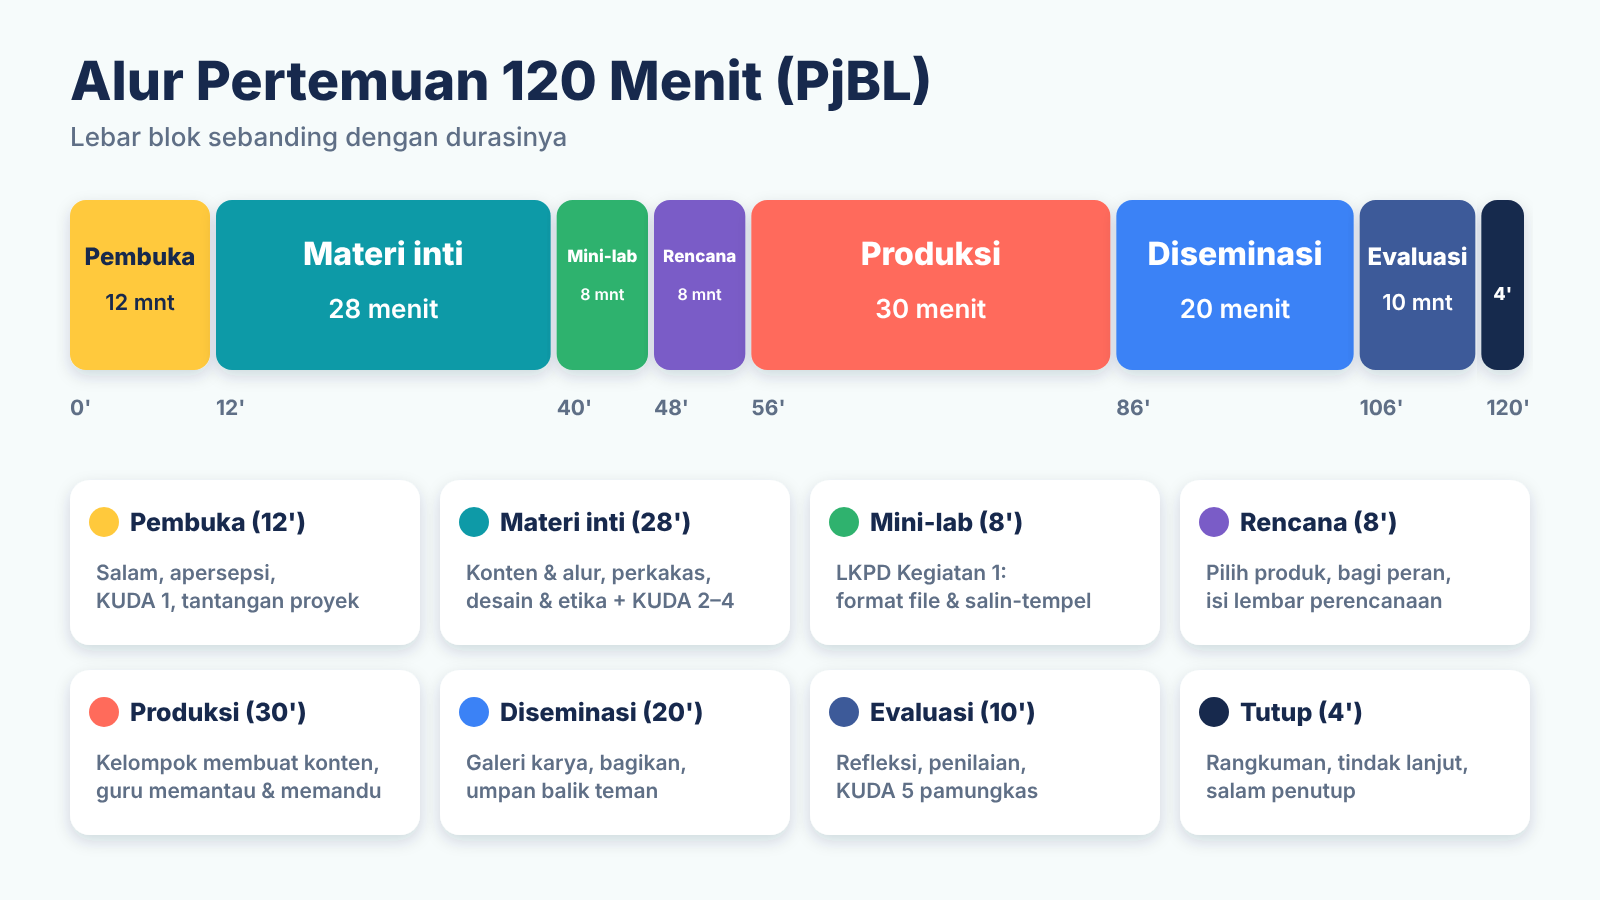 Alur Pertemuan 120 Menit (PjBL)
Lebar blok sebanding dengan durasinya
Pembuka
12 mnt
Materi inti
28 menit
Mini-lab
8 mnt
Rencana
8 mnt
Produksi
30 menit
Diseminasi
20 menit
Evaluasi
10 mnt
4'
0'
12'
40'
48'
56'
86'
106'
120'
Pembuka (12')
Salam, apersepsi,
KUDA 1, tantangan proyek
Materi inti (28')
Konten & alur, perkakas,
desain & etika + KUDA 2–4
Mini-lab (8')
LKPD Kegiatan 1:
format file & salin-tempel
Rencana (8')
Pilih produk, bagi peran,
isi lembar perencanaan
Produksi (30')
Kelompok membuat konten,
guru memantau & memandu
Diseminasi (20')
Galeri karya, bagikan,
umpan balik teman
Evaluasi (10')
Refleksi, penilaian,
KUDA 5 pamungkas
Tutup (4')
Rangkuman, tindak lanjut,
salam penutup